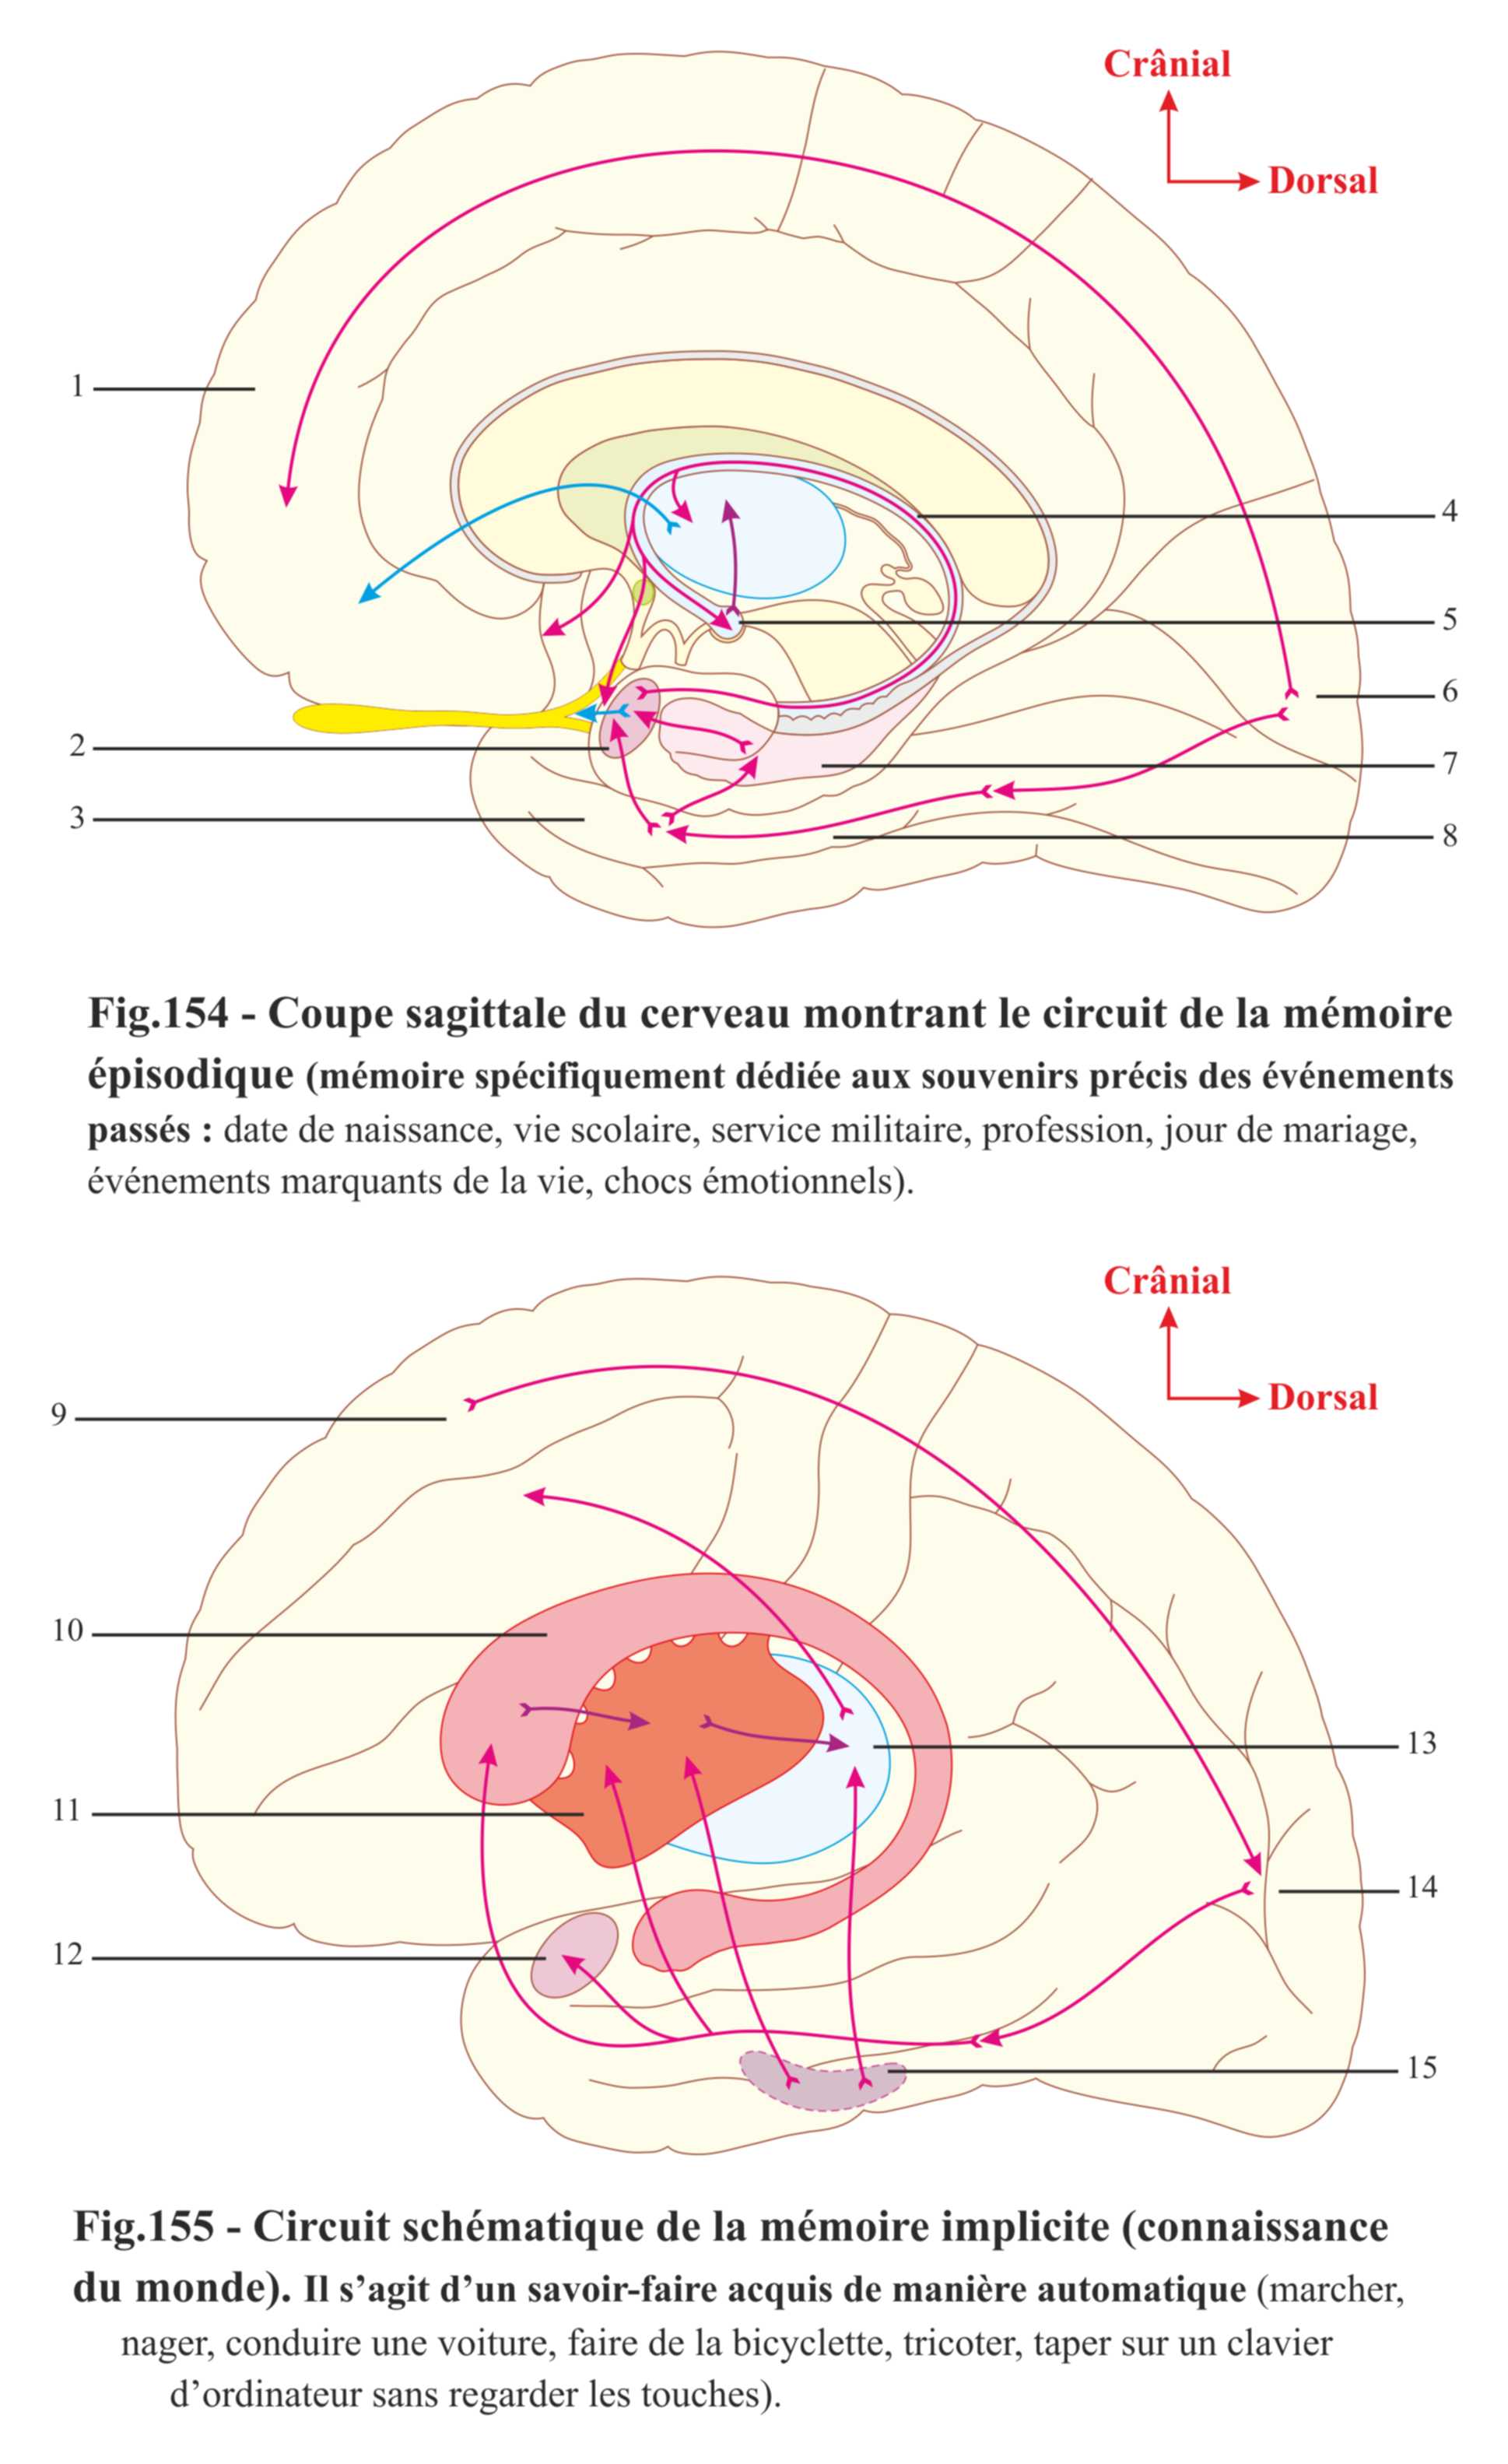 Crânial
Dorsal
1
4
5
6
2
7
3
8
Fig.154 - Coupe sagittale du cerveau montrant le circuit de la mémoire
épisodique (mémoire spécifiquement dédiée aux souvenirs précis des événements
passés : date de naissance, vie scolaire, service militaire, profession, jour de mariage,
événements marquants de la vie, chocs émotionnels).
Crânial
Dorsal
9
10
13
11
14
12
15
Fig.155 - Circuit schématique de la mémoire implicite (connaissance
du monde). Il s’agit d’un savoir-faire acquis de manière automatique (marcher,
nager, conduire une voiture, faire de la bicyclette, tricoter, taper sur un clavier
d’ordinateur sans regarder les touches).